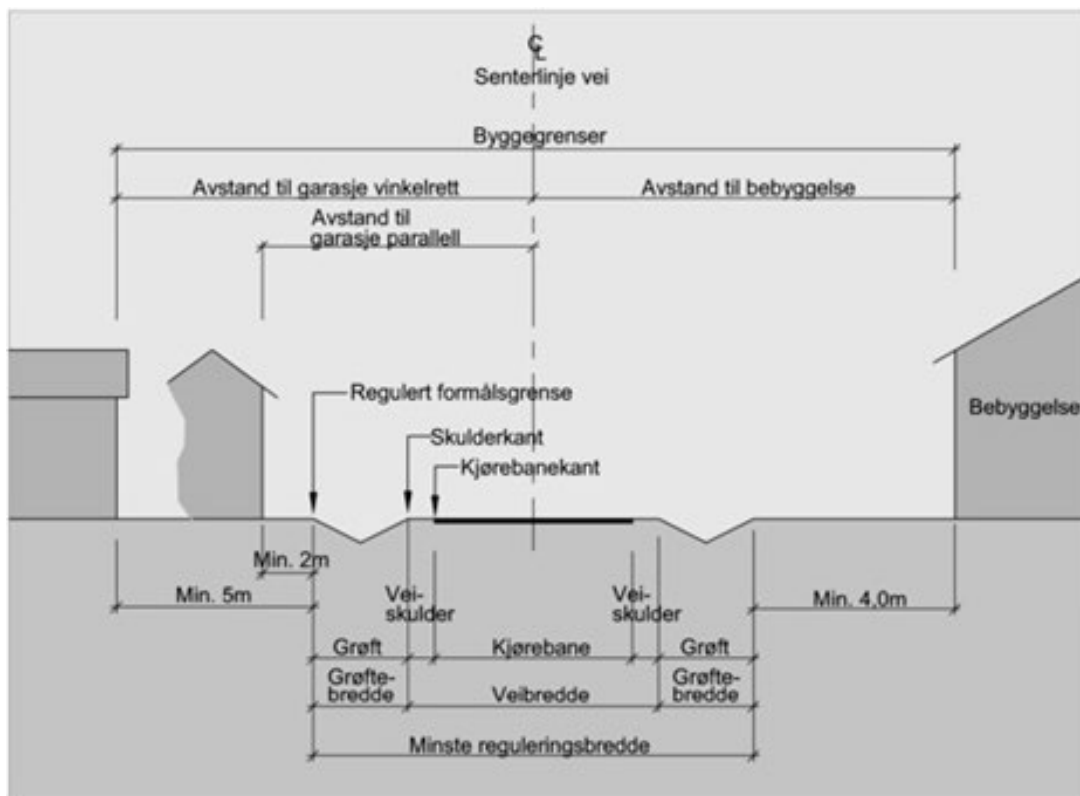 ℄
Senterlinje vei
Byggegrenser
Avstand til garasje vinkelrett
Avstand til bebyggelse
Avstand til
garasje parallell
Regulert formålsgrense
Skulderkant
Kjørebanekant
Bebyggelse
Min. 2m
Min. 5m
Vei-
skulder
Vei-
skulder
Min. 4,0m
Grøft
Kjørebane
Grøft
Grøfte-
bredde
Veibredde
Grøfte-
bredde
Minste reguleringsbredde